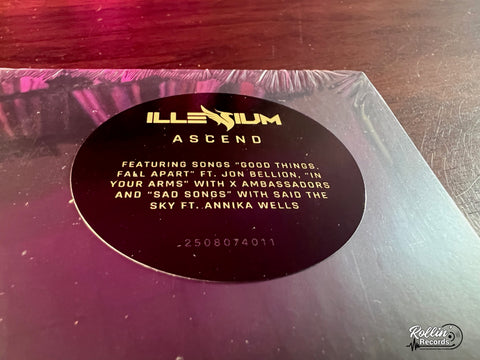 ILLENIUM
ASCEND
FEATURING SONGS "GOOD THINGS
FALL APART" FT. JON BELLION, "IN
YOUR ARMS" WITH X AMBASSADORS
AND "SAD SONGS" WITH SAID THE
SKY FT. ANNIKA WELLS
2508074011
Rollin
Records